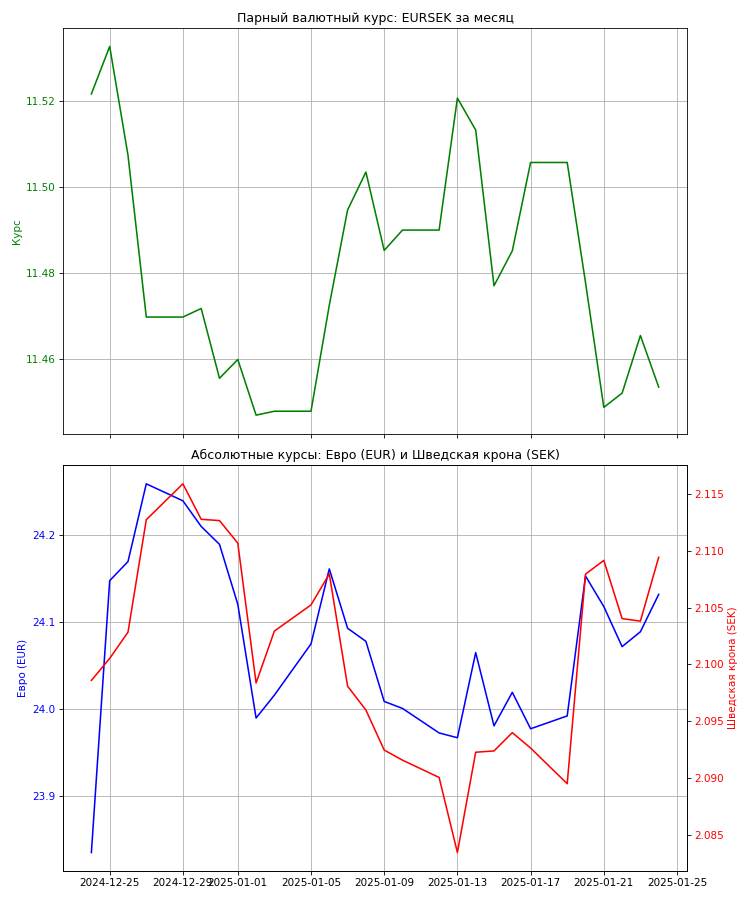 Парный валютный курс: EURSEK за месяц
11.52
11.50
11.48
11.46
Курс
Абсолютные курсы: Евро (EUR) и Шведская крона (SEK)
24.2
24.1
24.0
23.9
Евро (EUR)
2.115
2.110
2.105
2.100
2.095
2.090
2.085
Шведская крона (SEK)
2024-12-25 2024-12-29 2025-01-01 2025-01-05 2025-01-09 2025-01-13 2025-01-17 2025-01-21 2025-01-25